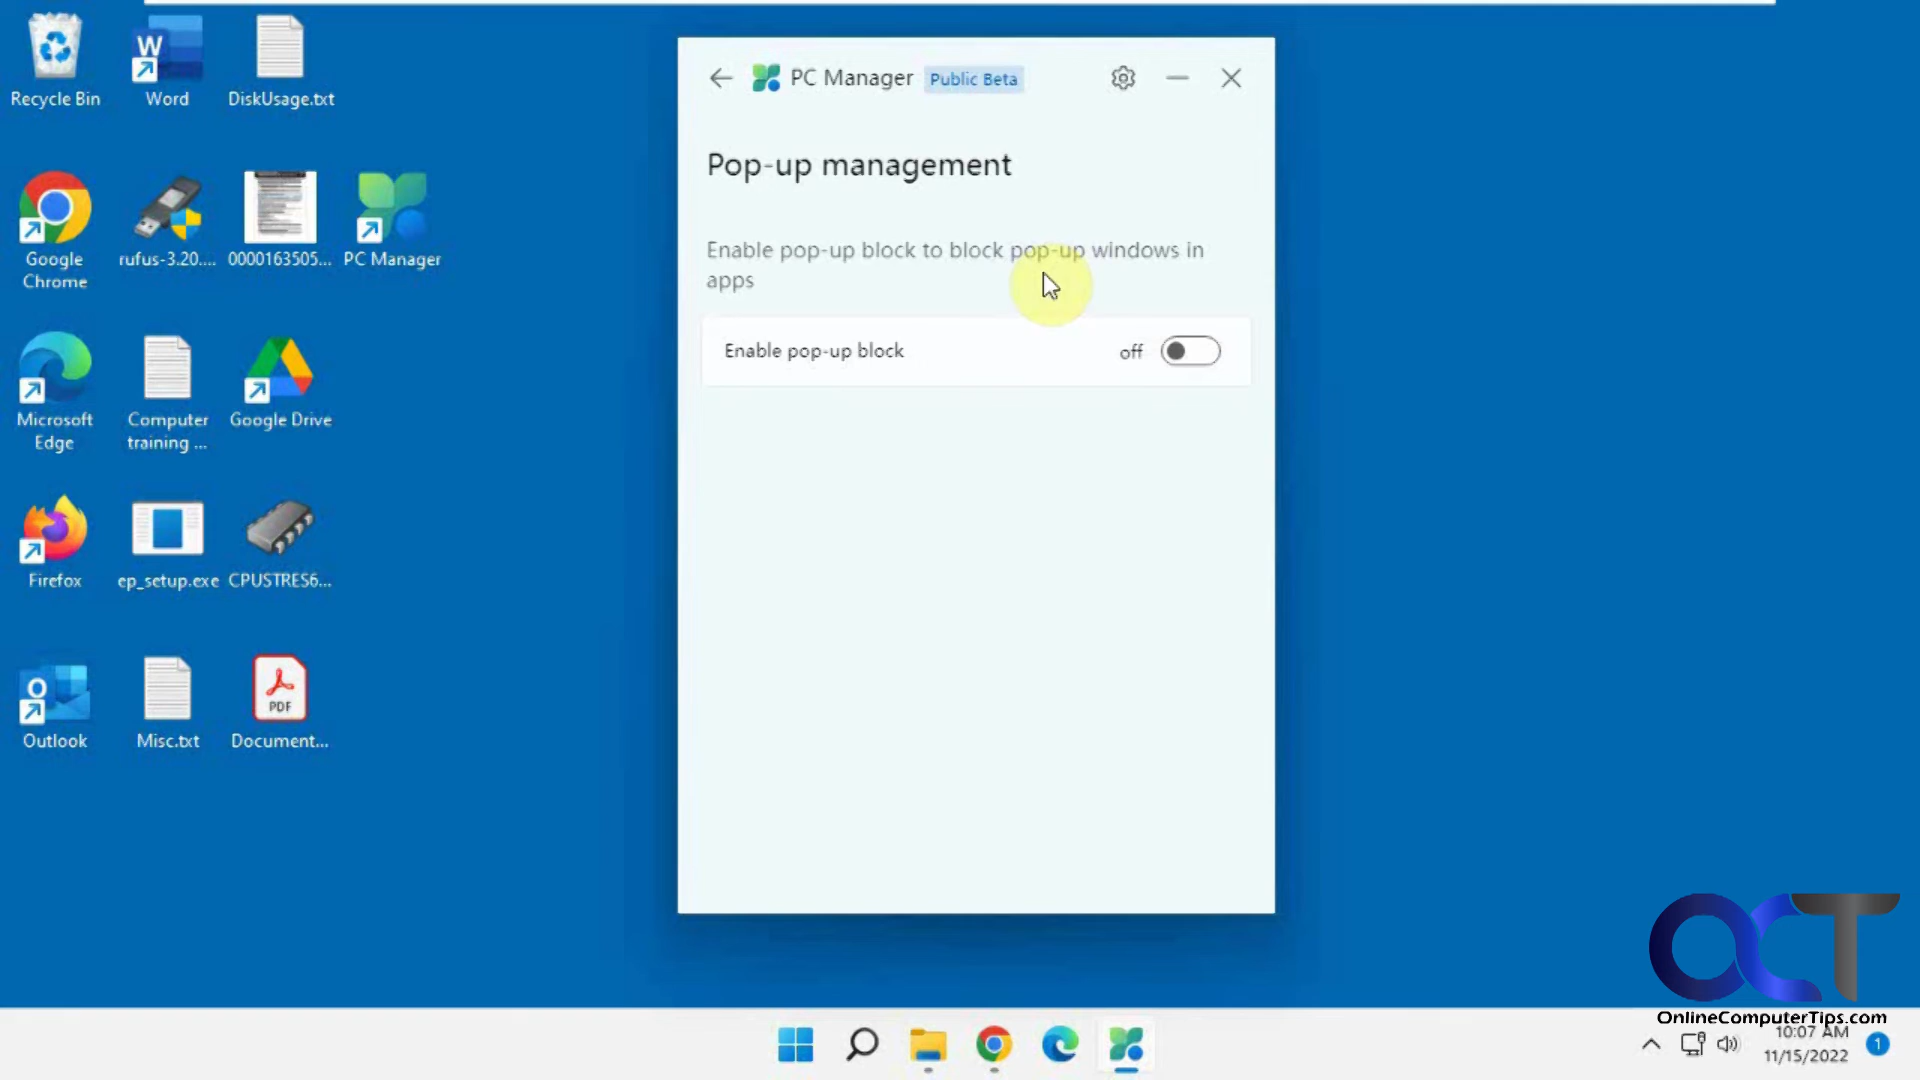 Recycle Bin
Word
DiskUsage.txt
Google
Chrome
rufus-3.20....
0000163505...
PC Manager
Microsoft
Edge
Computer
training ...
Google Drive
Firefox
ep_setup.exe
CPUSTRES6...
Outlook
Misc.txt
PDF
Document...
PC Manager
Public Beta
Pop-up management
Enable pop-up block to block pop-up windows in
apps
Enable pop-up block
off
OCT
OnlineComputerTips.com
10:07 AM
11/15/2022
1